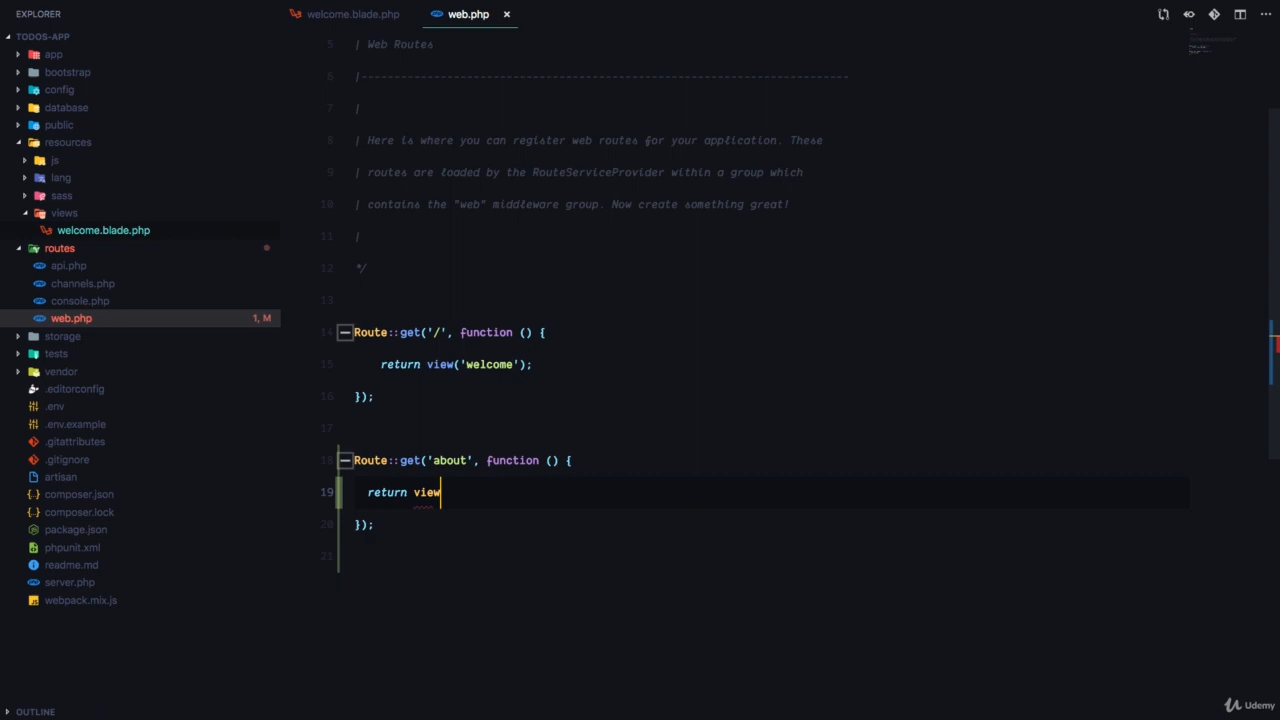 EXPLORER
TODOS-APP
app
bootstrap
config
database
public
resources
js
lang
sass
views
welcome.blade.php
routes
api.php
channels.php
console.php
web.php 1, M
storage
tests
vendor
.editorconfig
.env
.env.example
.gitattributes
.gitignore
artisan
composer.json
composer.lock
package.json
phpunit.xml
readme.md
server.php
webpack.mix.js
OUTLINE
welcome.blade.php web.php ×
5 | Web Routes
6 |--------------------------------------------------------------------------
7 |
8 | Here is where you can register web routes for your application. These
9 | routes are loaded by the RouteServiceProvider within a group which
10 | contains the "web" middleware group. Now create something great!
11 |
12 */
13
14 Route::get('/', function () {
15 return view('welcome');
16 });
17
18 Route::get('about', function () {
19 return view
20 });
21
Udemy